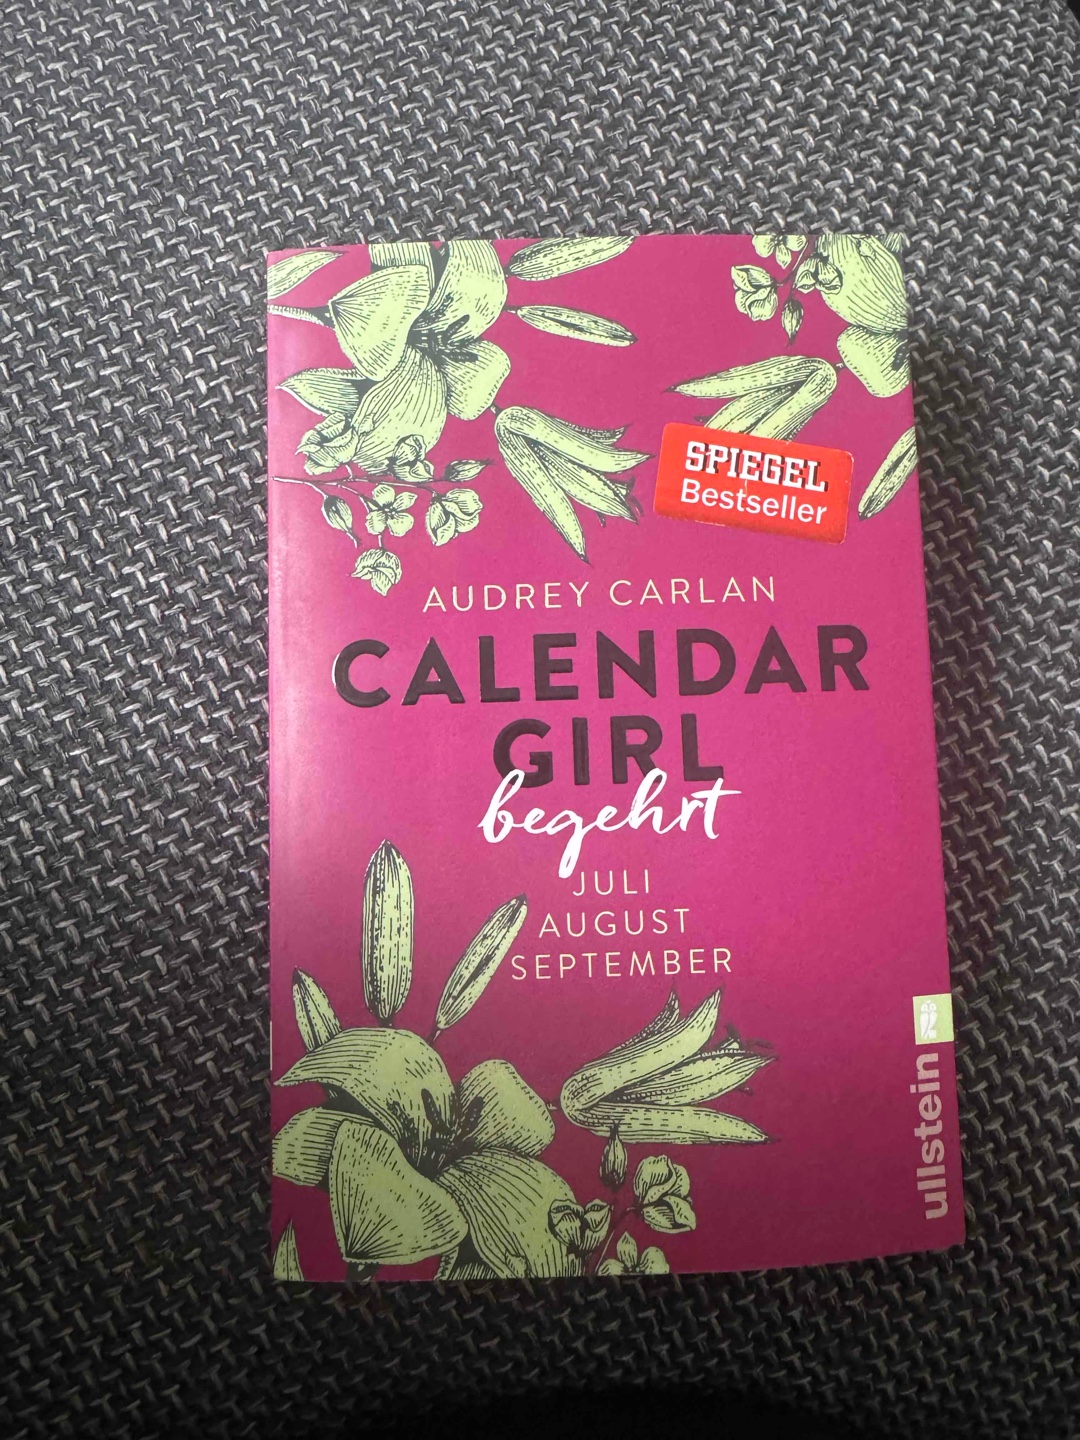 SPIEGEL
Bestseller
AUDREY CARLAN
CALENDAR
GIRL
begehrt
JULI
AUGUST
SEPTEMBER
ullstein